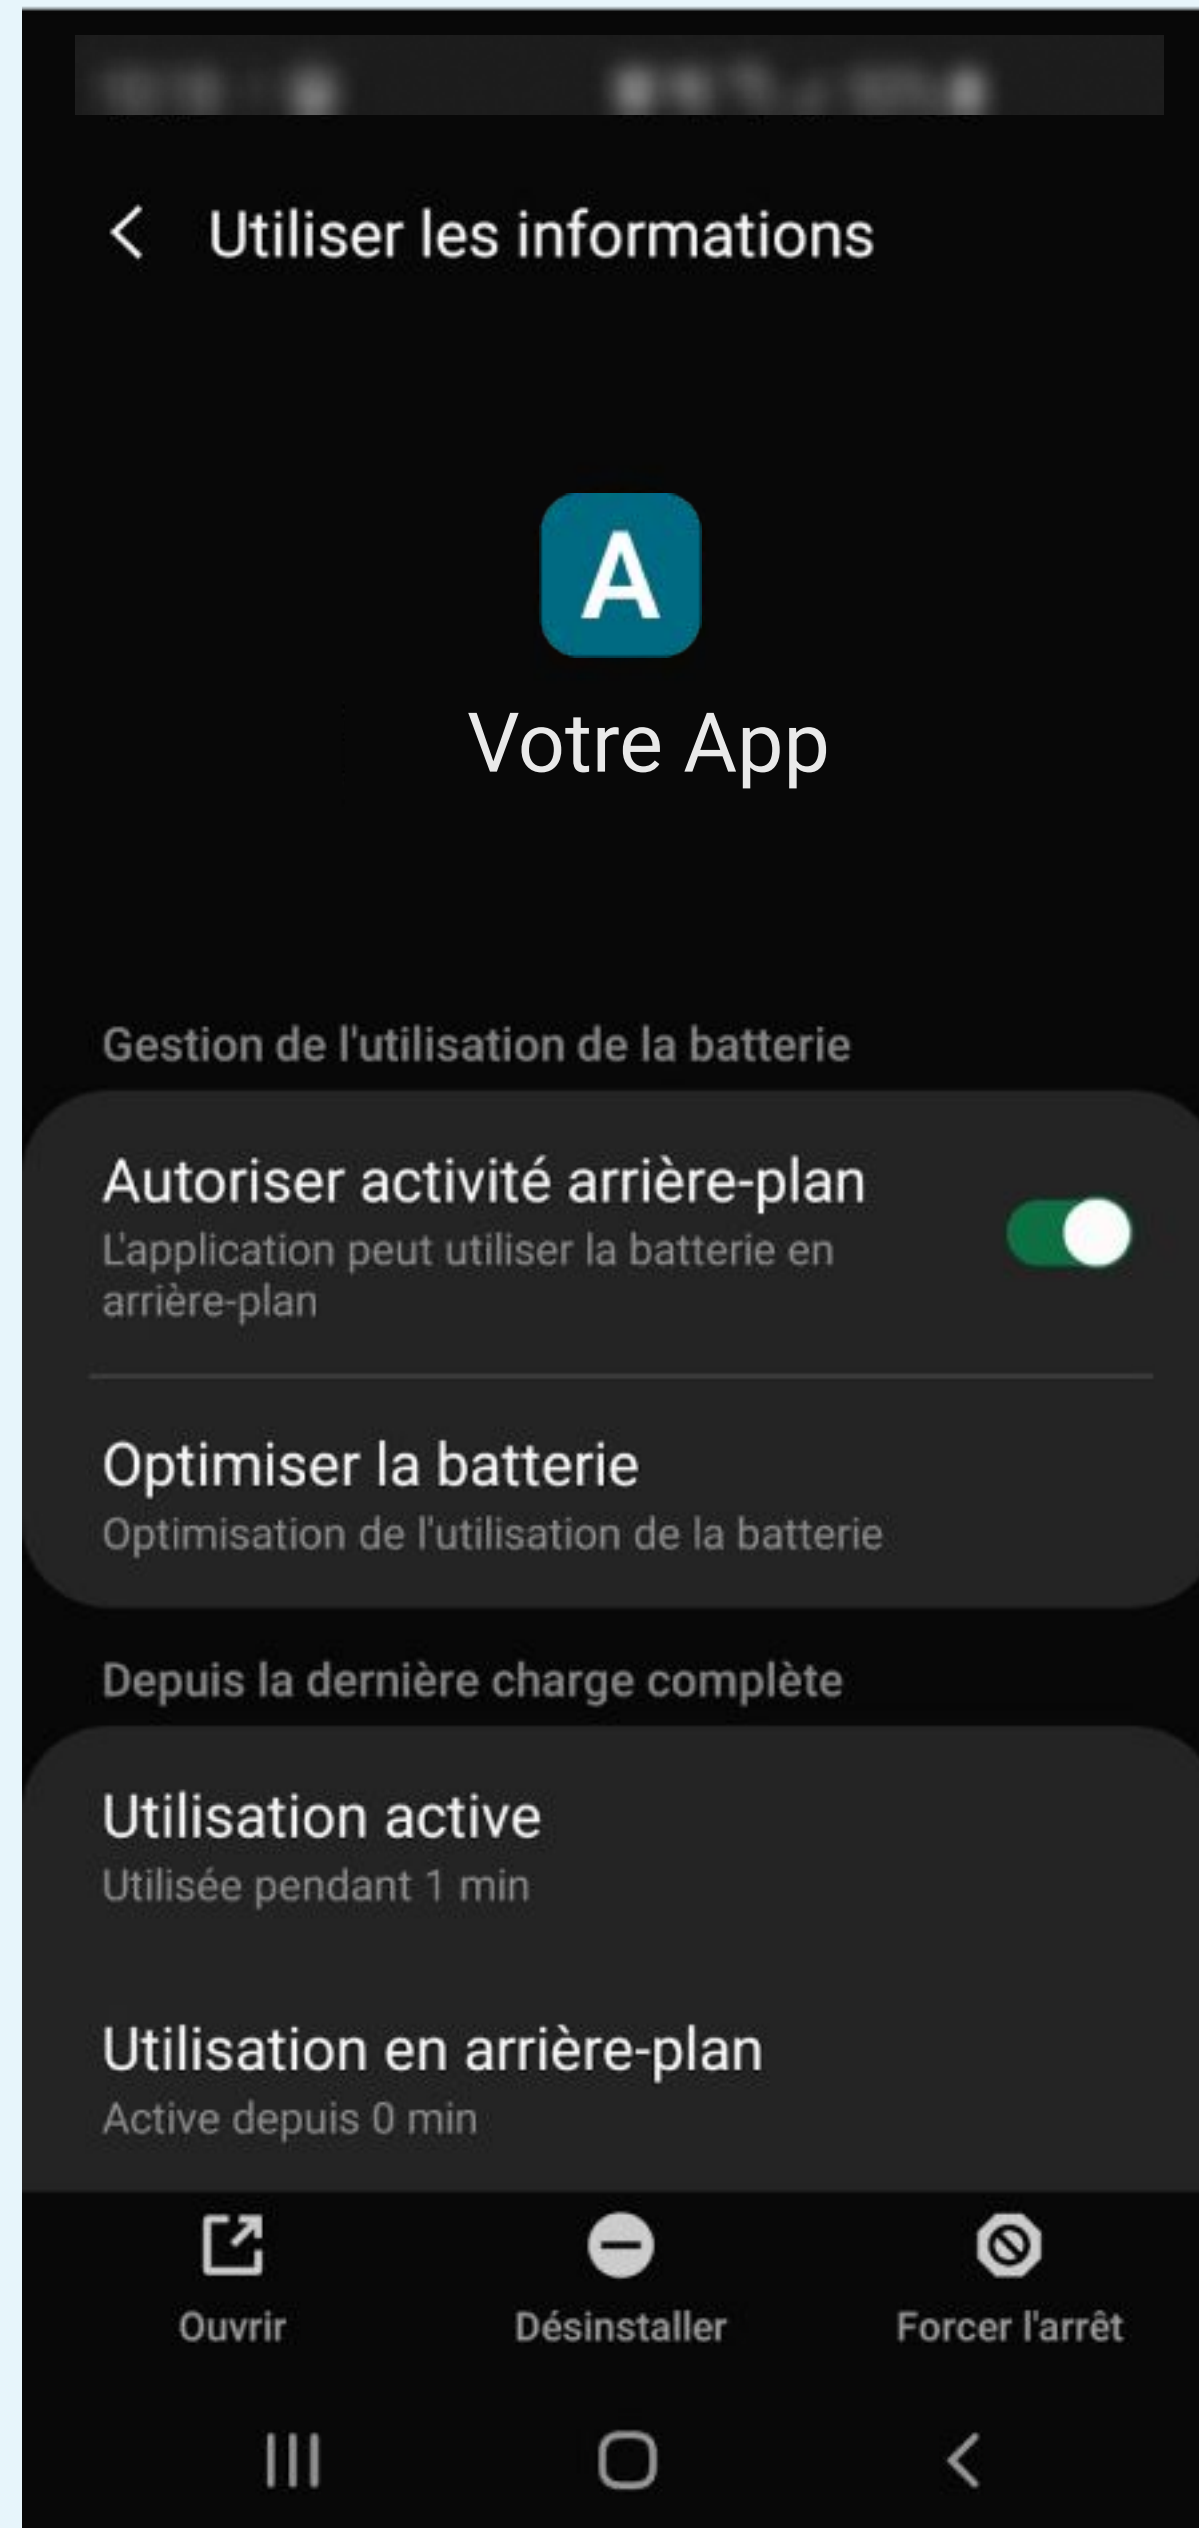 Utiliser les informations
A
Votre App
Gestion de l'utilisation de la batterie
Autoriser activité arrière-plan
L'application peut utiliser la batterie en
arrière-plan
Optimiser la batterie
Optimisation de l'utilisation de la batterie
Depuis la dernière charge complète
Utilisation active
Utilisée pendant 1 min
Utilisation en arrière-plan
Active depuis 0 min
Ouvrir
Désinstaller
Forcer l'arrêt